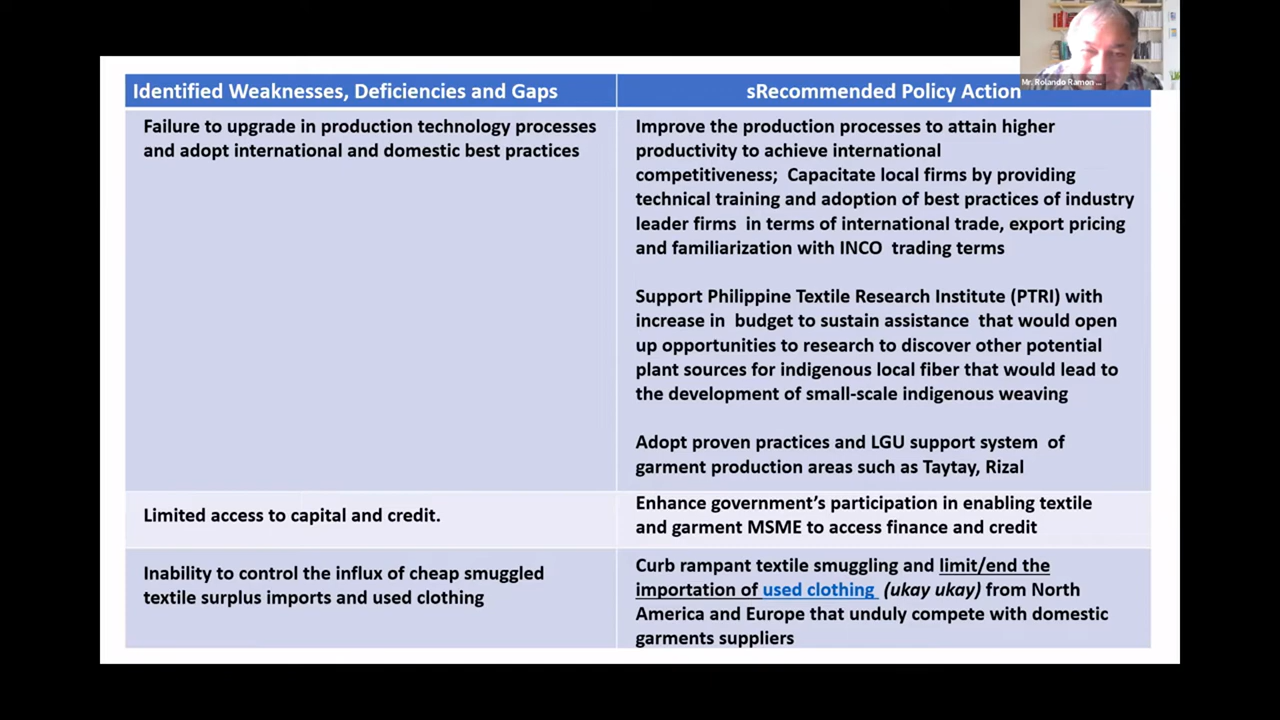 Mr. Rolando Ramon ...
Identified Weaknesses, Deficiencies and Gaps
sRecommended Policy Action
Failure to upgrade in production technology processes
and adopt international and domestic best practices
Improve the production processes to attain higher
productivity to achieve international
competitiveness;  Capacitate local firms by providing
technical training and adoption of best practices of industry
leader firms  in terms of international trade, export pricing
and familiarization with INCO  trading terms
Support Philippine Textile Research Institute (PTRI) with
increase in  budget to sustain assistance  that would open
up opportunities to research to discover other potential
plant sources for indigenous local fiber that would lead to
the development of small-scale indigenous weaving
Adopt proven practices and LGU support system  of
garment production areas such as Taytay, Rizal
Limited access to capital and credit.
Enhance government’s participation in enabling textile
and garment MSME to access finance and credit
Inability to control the influx of cheap smuggled
textile surplus imports and used clothing
Curb rampant textile smuggling and limit/end the
importation of used clothing  (ukay ukay) from North
America and Europe that unduly compete with domestic
garments suppliers